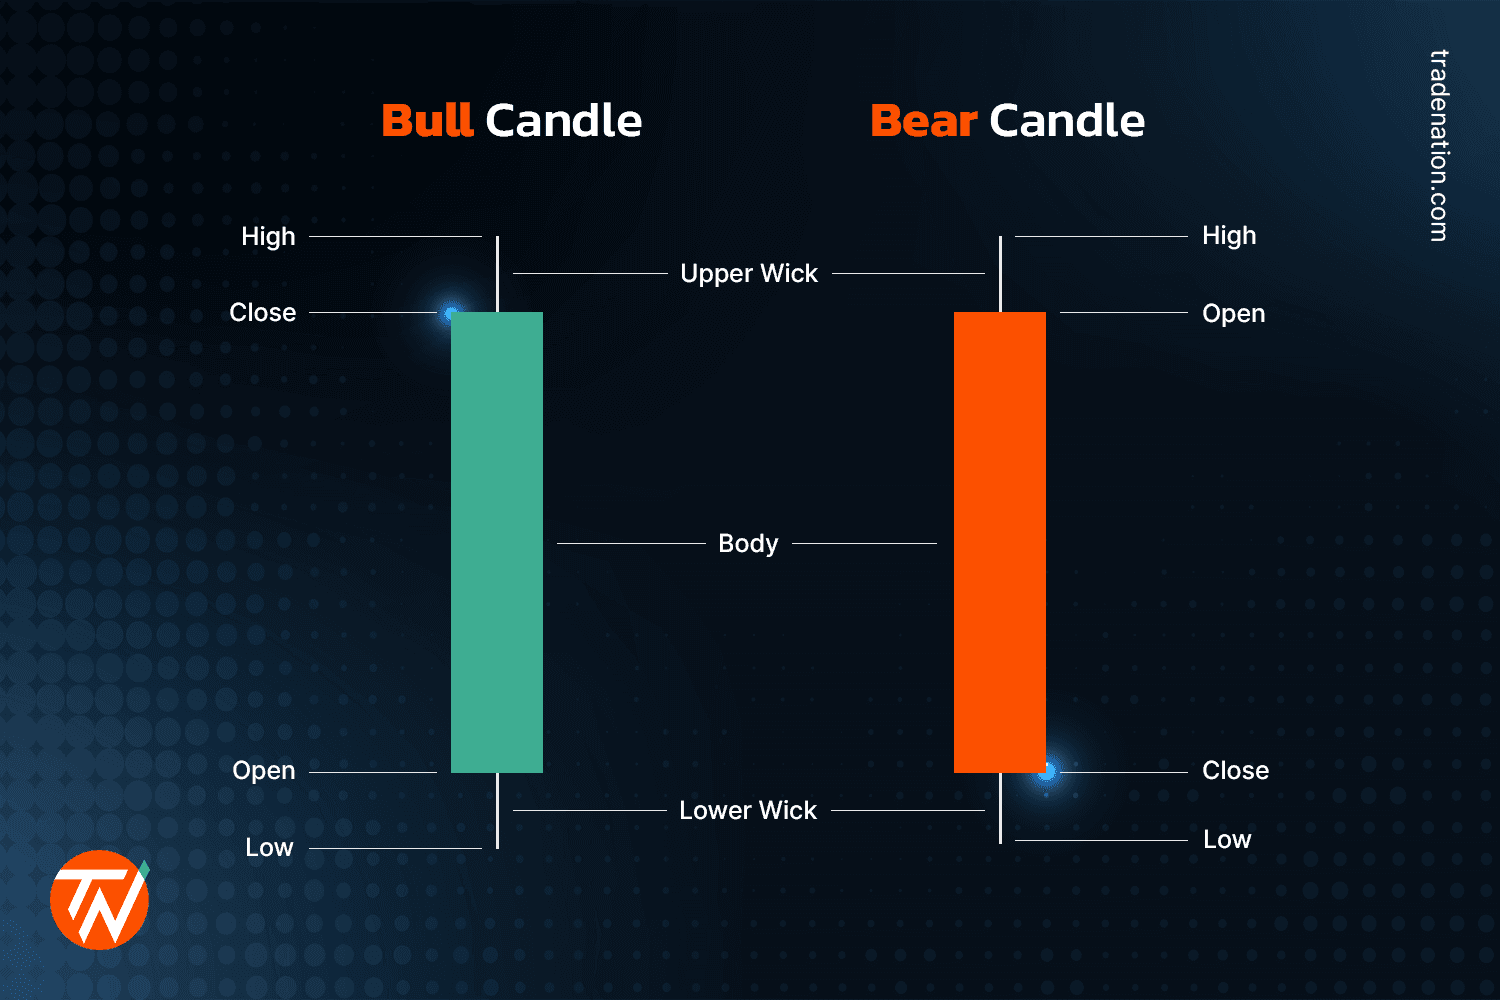 Bull Candle
Bear Candle
tradenation.com
High
Upper Wick
High
Close
Open
Body
Open
Close
Lower Wick
Low
Low
TN